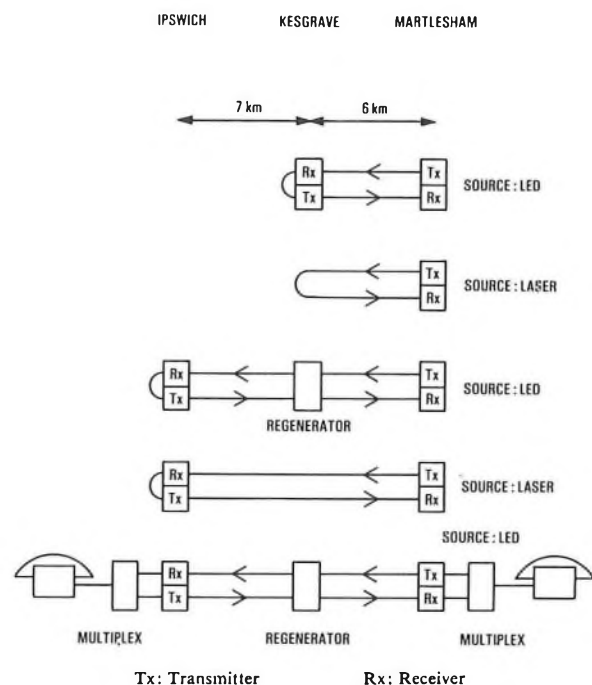 IPSWICH KESGRAVE MARTLESHAM
7 km 6 km
Rx Tx
Tx Rx
SOURCE : LED
Tx
Rx
SOURCE : LASER
Rx Tx
Tx Rx
SOURCE : LED
REGENERATOR
Rx Tx
Tx Rx
SOURCE : LASER
SOURCE : LED
Rx Tx
Tx Rx
MULTIPLEX REGENERATOR MULTIPLEX
Tx: Transmitter Rx: Receiver